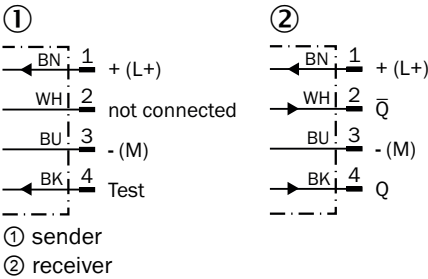 ① ②
BN 1 + (L+) BN 1 + (L+)
WH 2 not connected WH 2 Q̅
BU 3 - (M) BU 3 - (M)
BK 4 Test BK 4 Q
① sender
② receiver